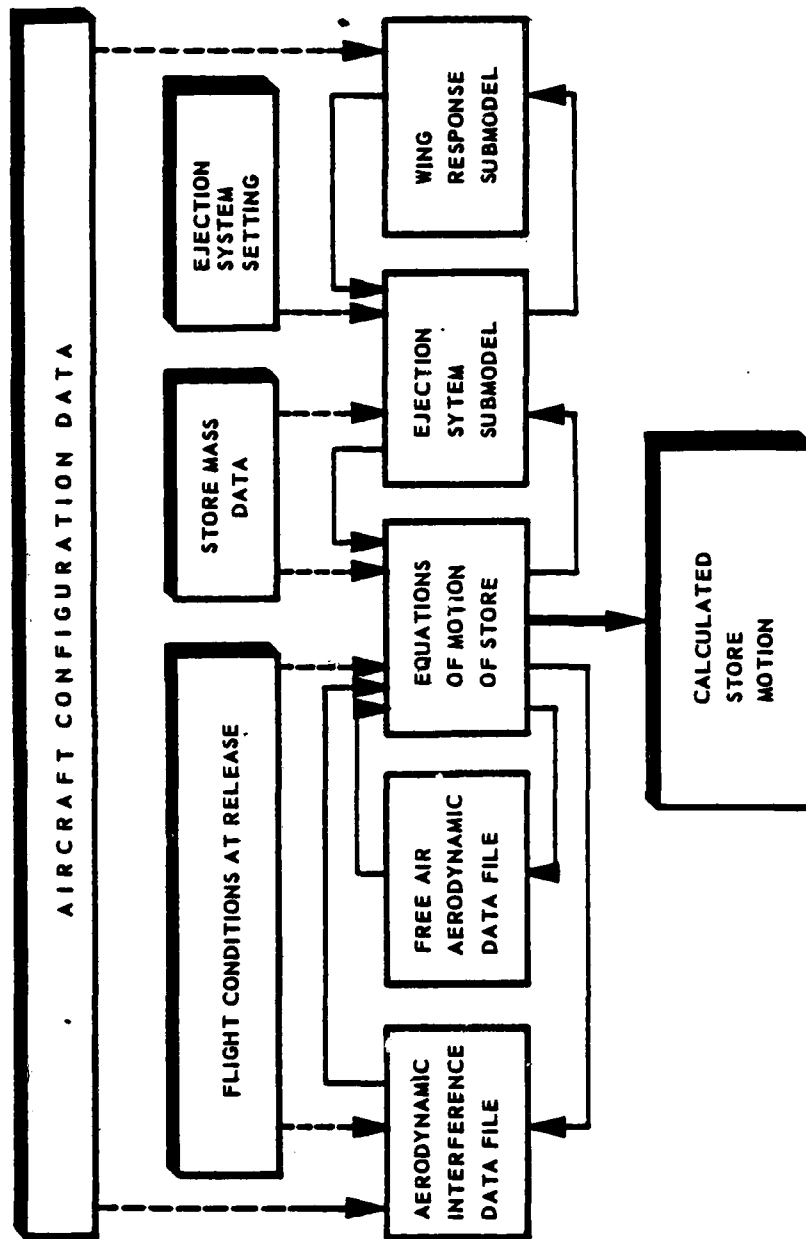 AIRCRAFT CONFIGURATION DATA
FLIGHT CONDITIONS AT RELEASE
STORE MASS
DATA
EJECTION
SYSTEM
SETTING
AERODYNAMIC
INTERFERENCE
DATA FILE
FREE AIR
AERODYNAMIC
DATA FILE
EQUATIONS
OF MOTION
OF STORE
EJECTION
SYTEM
SUBMODEL
WING
RESPONSE
SUBMODEL
CALCULATED
STORE
MOTION